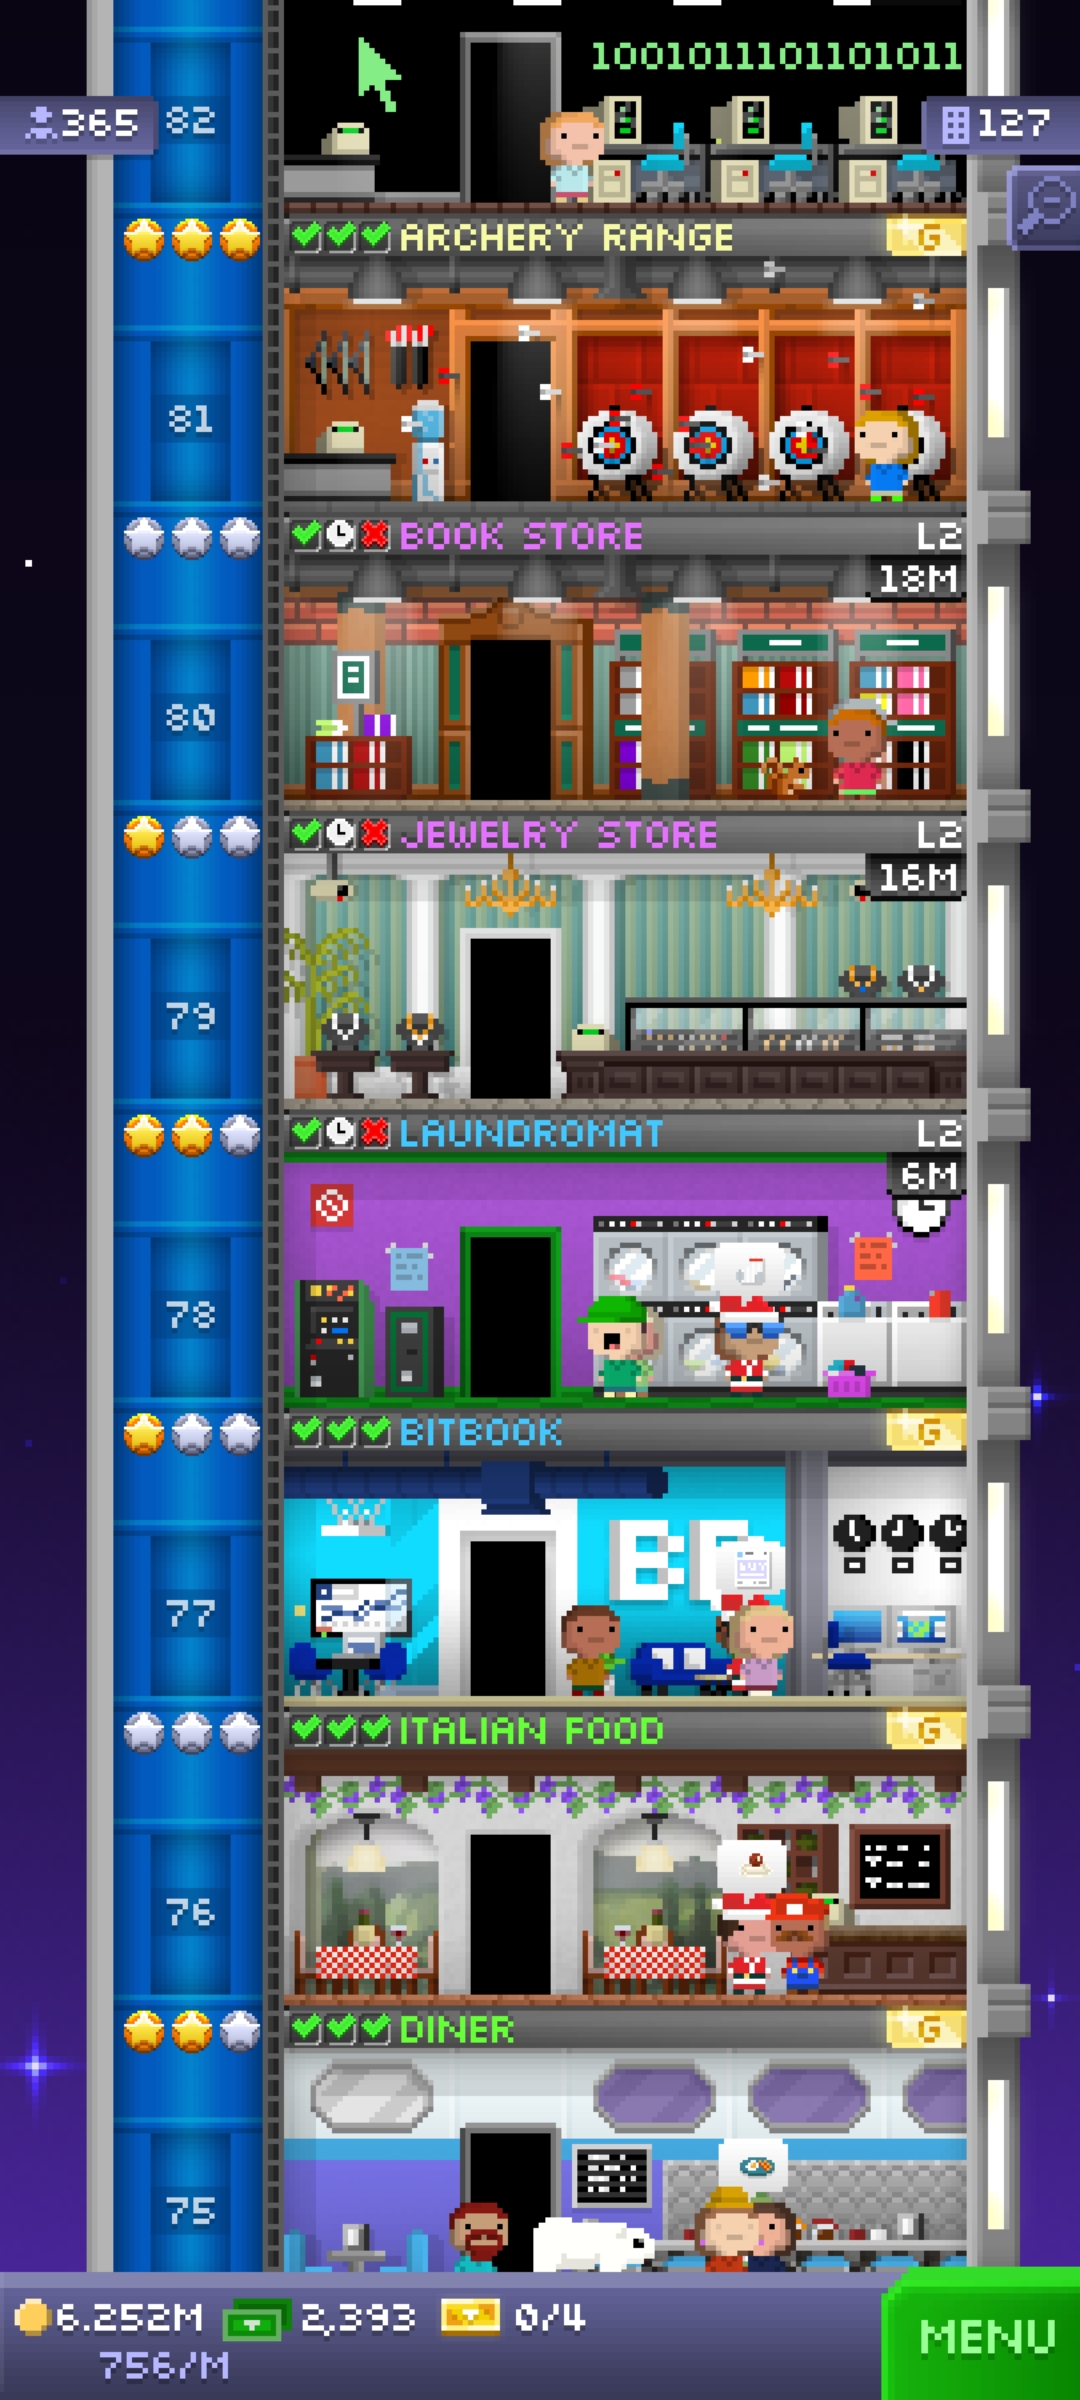 1001011101101011
365
82
127
ARCHERY RANGE
G
81
BOOK STORE
L2
18M
80
JEWELRY STORE
L2
16M
79
LAUNDROMAT
L2
6M
78
BITBOOK
G
BUY
77
ITALIAN FOOD
G
76
DINER
G
75
6.252M
2,393
0/4
756/M
MENU